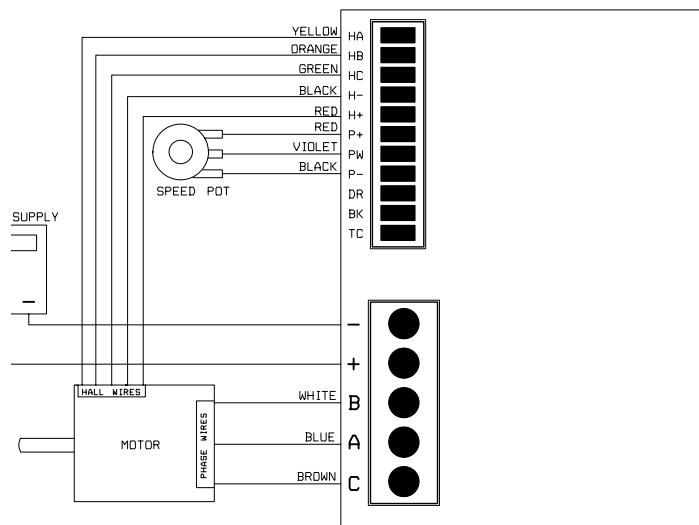 YELLOW HA
ORANGE HB
GREEN HC
BLACK H-
RED H+
RED P+
VIOLET PW
BLACK P-
SPEED POT
DR
BK
TC
SUPPLY
-
-
+
HALL WIRES
WHITE B
MOTOR
PHASE WIRES
BLUE A
BROWN C